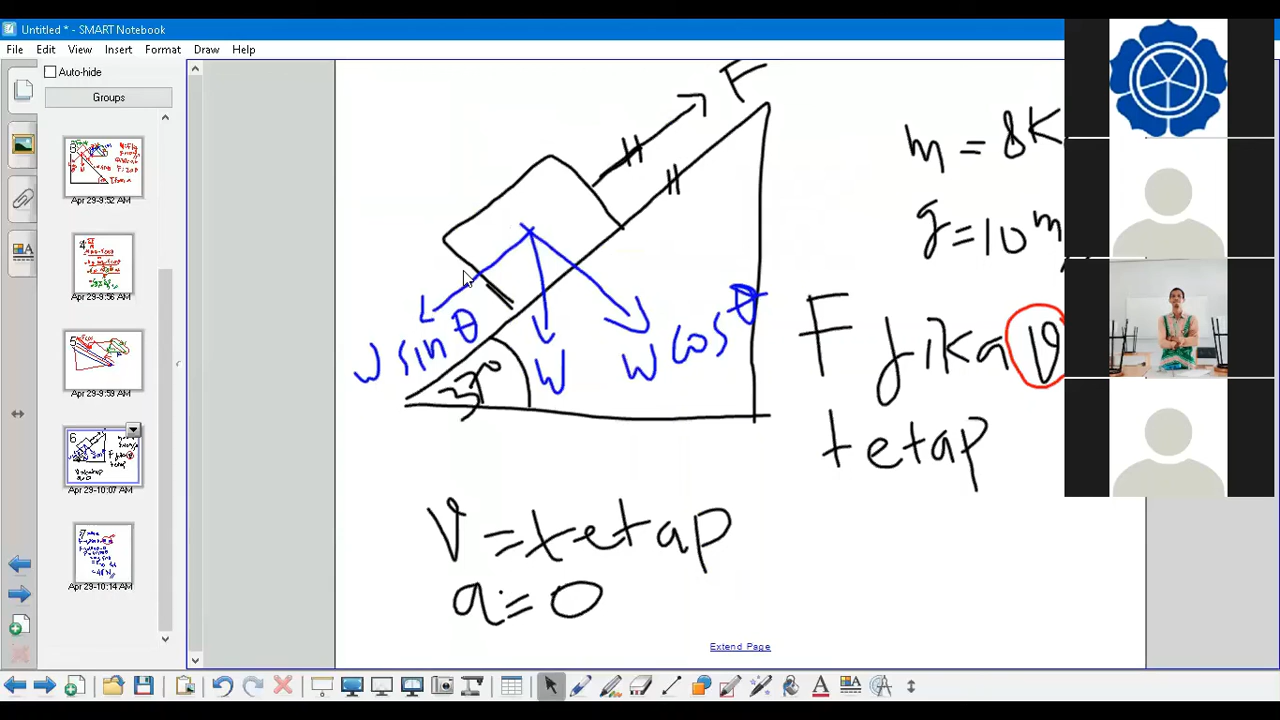 Untitled * - SMART Notebook
File Edit View Insert Format Draw Help
Auto-hide
Groups
Apr 29-9:52 AM
Apr 29-9:56 AM
Apr 29-9:59 AM
Apr 29-10:07 AM
Apr 29-10:14 AM
F
m = 8K
g = 10 m/
W sin θ
W
W cos θ
37°
F jika V
tetap
V = tetap
a = 0
Extend Page